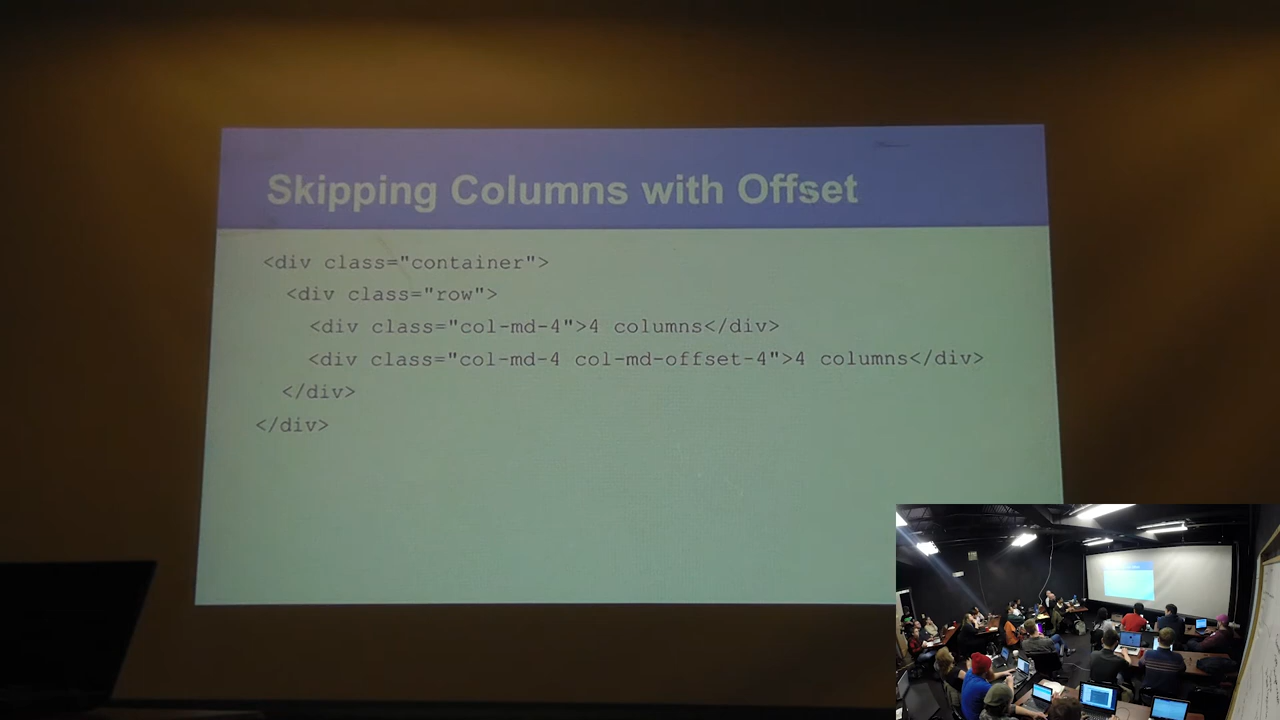 Skipping Columns with Offset
<div class="container">
<div class="row">
<div class="col-md-4">4 columns</div>
<div class="col-md-4 col-md-offset-4">4 columns</div>
</div>
</div>